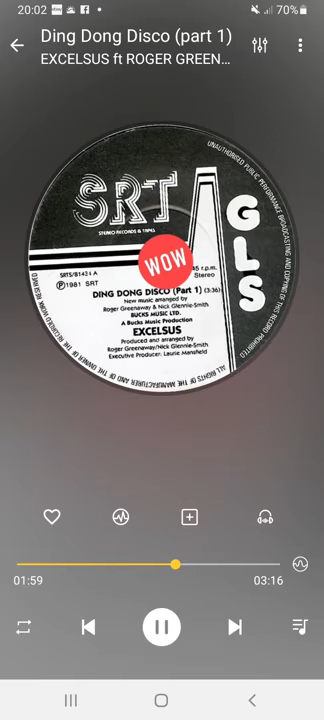 20:02
70%
Ding Dong Disco (part 1)
EXCELSUS ft ROGER GREEN...
UNAUTHORISED PUBLIC PERFORMANCE BROADCASTING AND COPYING OF THIS RECORD PROHIBITED
SRT
STEREO RECORDS & TAPES
GLS
WOW
SRTS/81434 A
45 r.p.m.
Ⓟ1981 SRT
Stereo
DING DONG DISCO (Part 1) (3:36)
New music arranged by
Roger Greenaway/Nick Glennie-Smith
BUCKS MUSIC LTD.
A Bucks Music Production
EXCELSUS
Produced and arranged by
Roger Greenaway/Nick Glennie-Smith
Executive Producer: Laurie Mansfield
ALL RIGHTS OF THE MANUFACTURER AND OF THE OWNER OF THE RECORDED WORK RESERVED
01:59
03:16